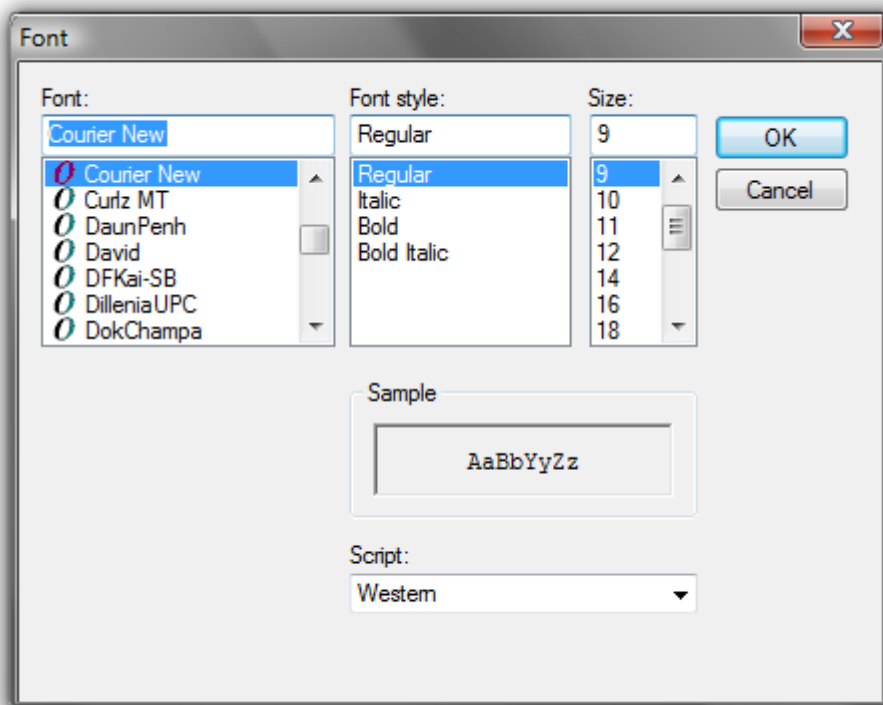 Font
Font:
Font style:
Size:
Courier New
Regular
9
OK
Courier New
Regular
9
Cancel
Curlz MT
Italic
10
DaunPenh
Bold
11
David
Bold Italic
12
DFKai-SB
14
DilleniaUPC
16
DokChampa
18
Sample
AaBbYyZz
Script:
Western